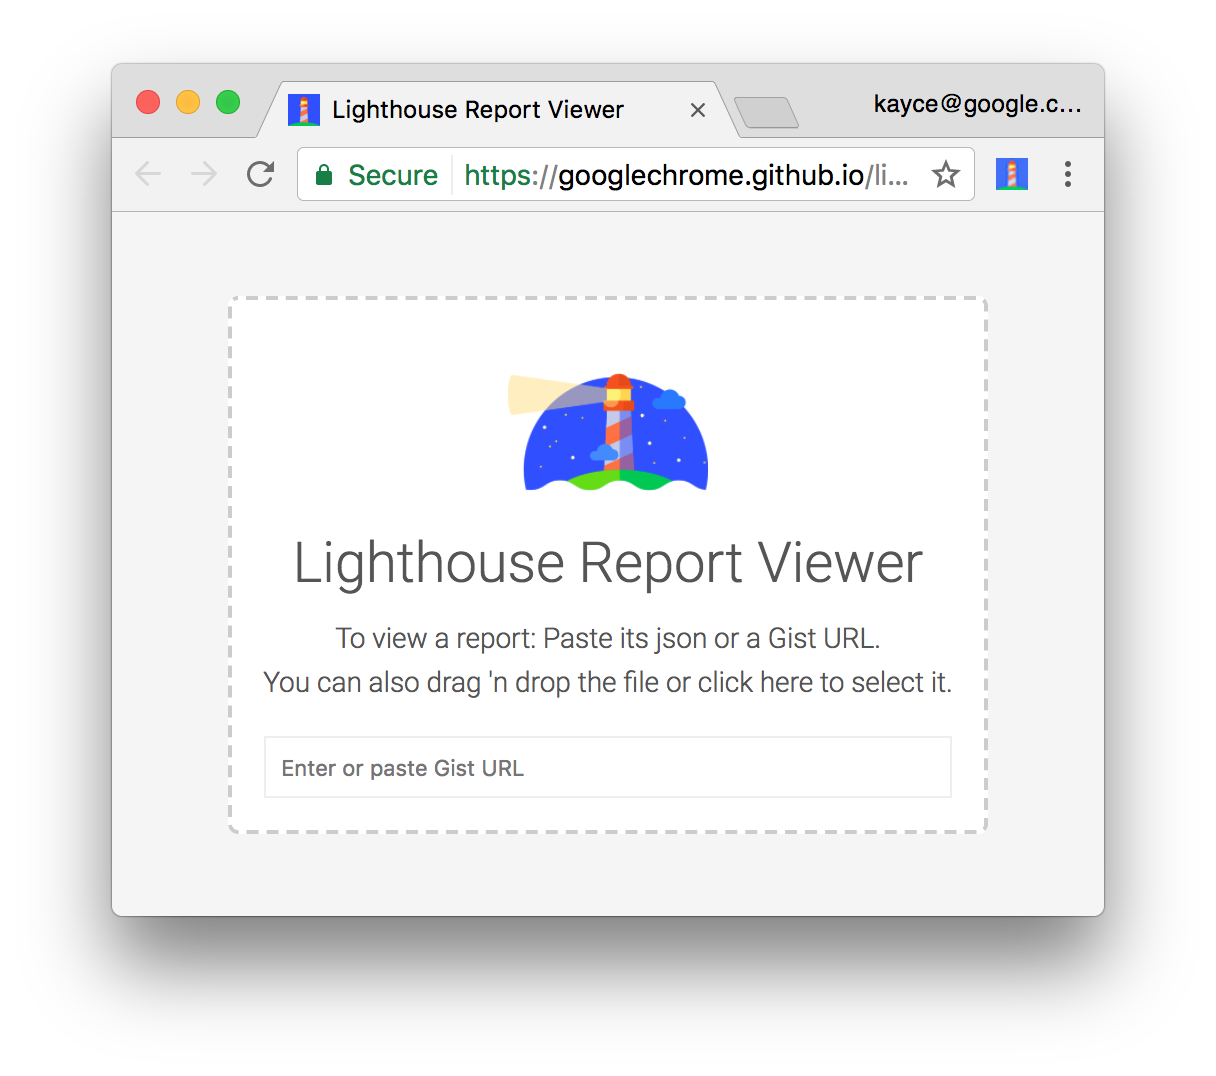 Lighthouse Report Viewer
kayce@google.c...
Secure
https://googlechrome.github.io/li...
Lighthouse Report Viewer
To view a report: Paste its json or a Gist URL.
You can also drag 'n drop the file or click here to select it.
Enter or paste Gist URL